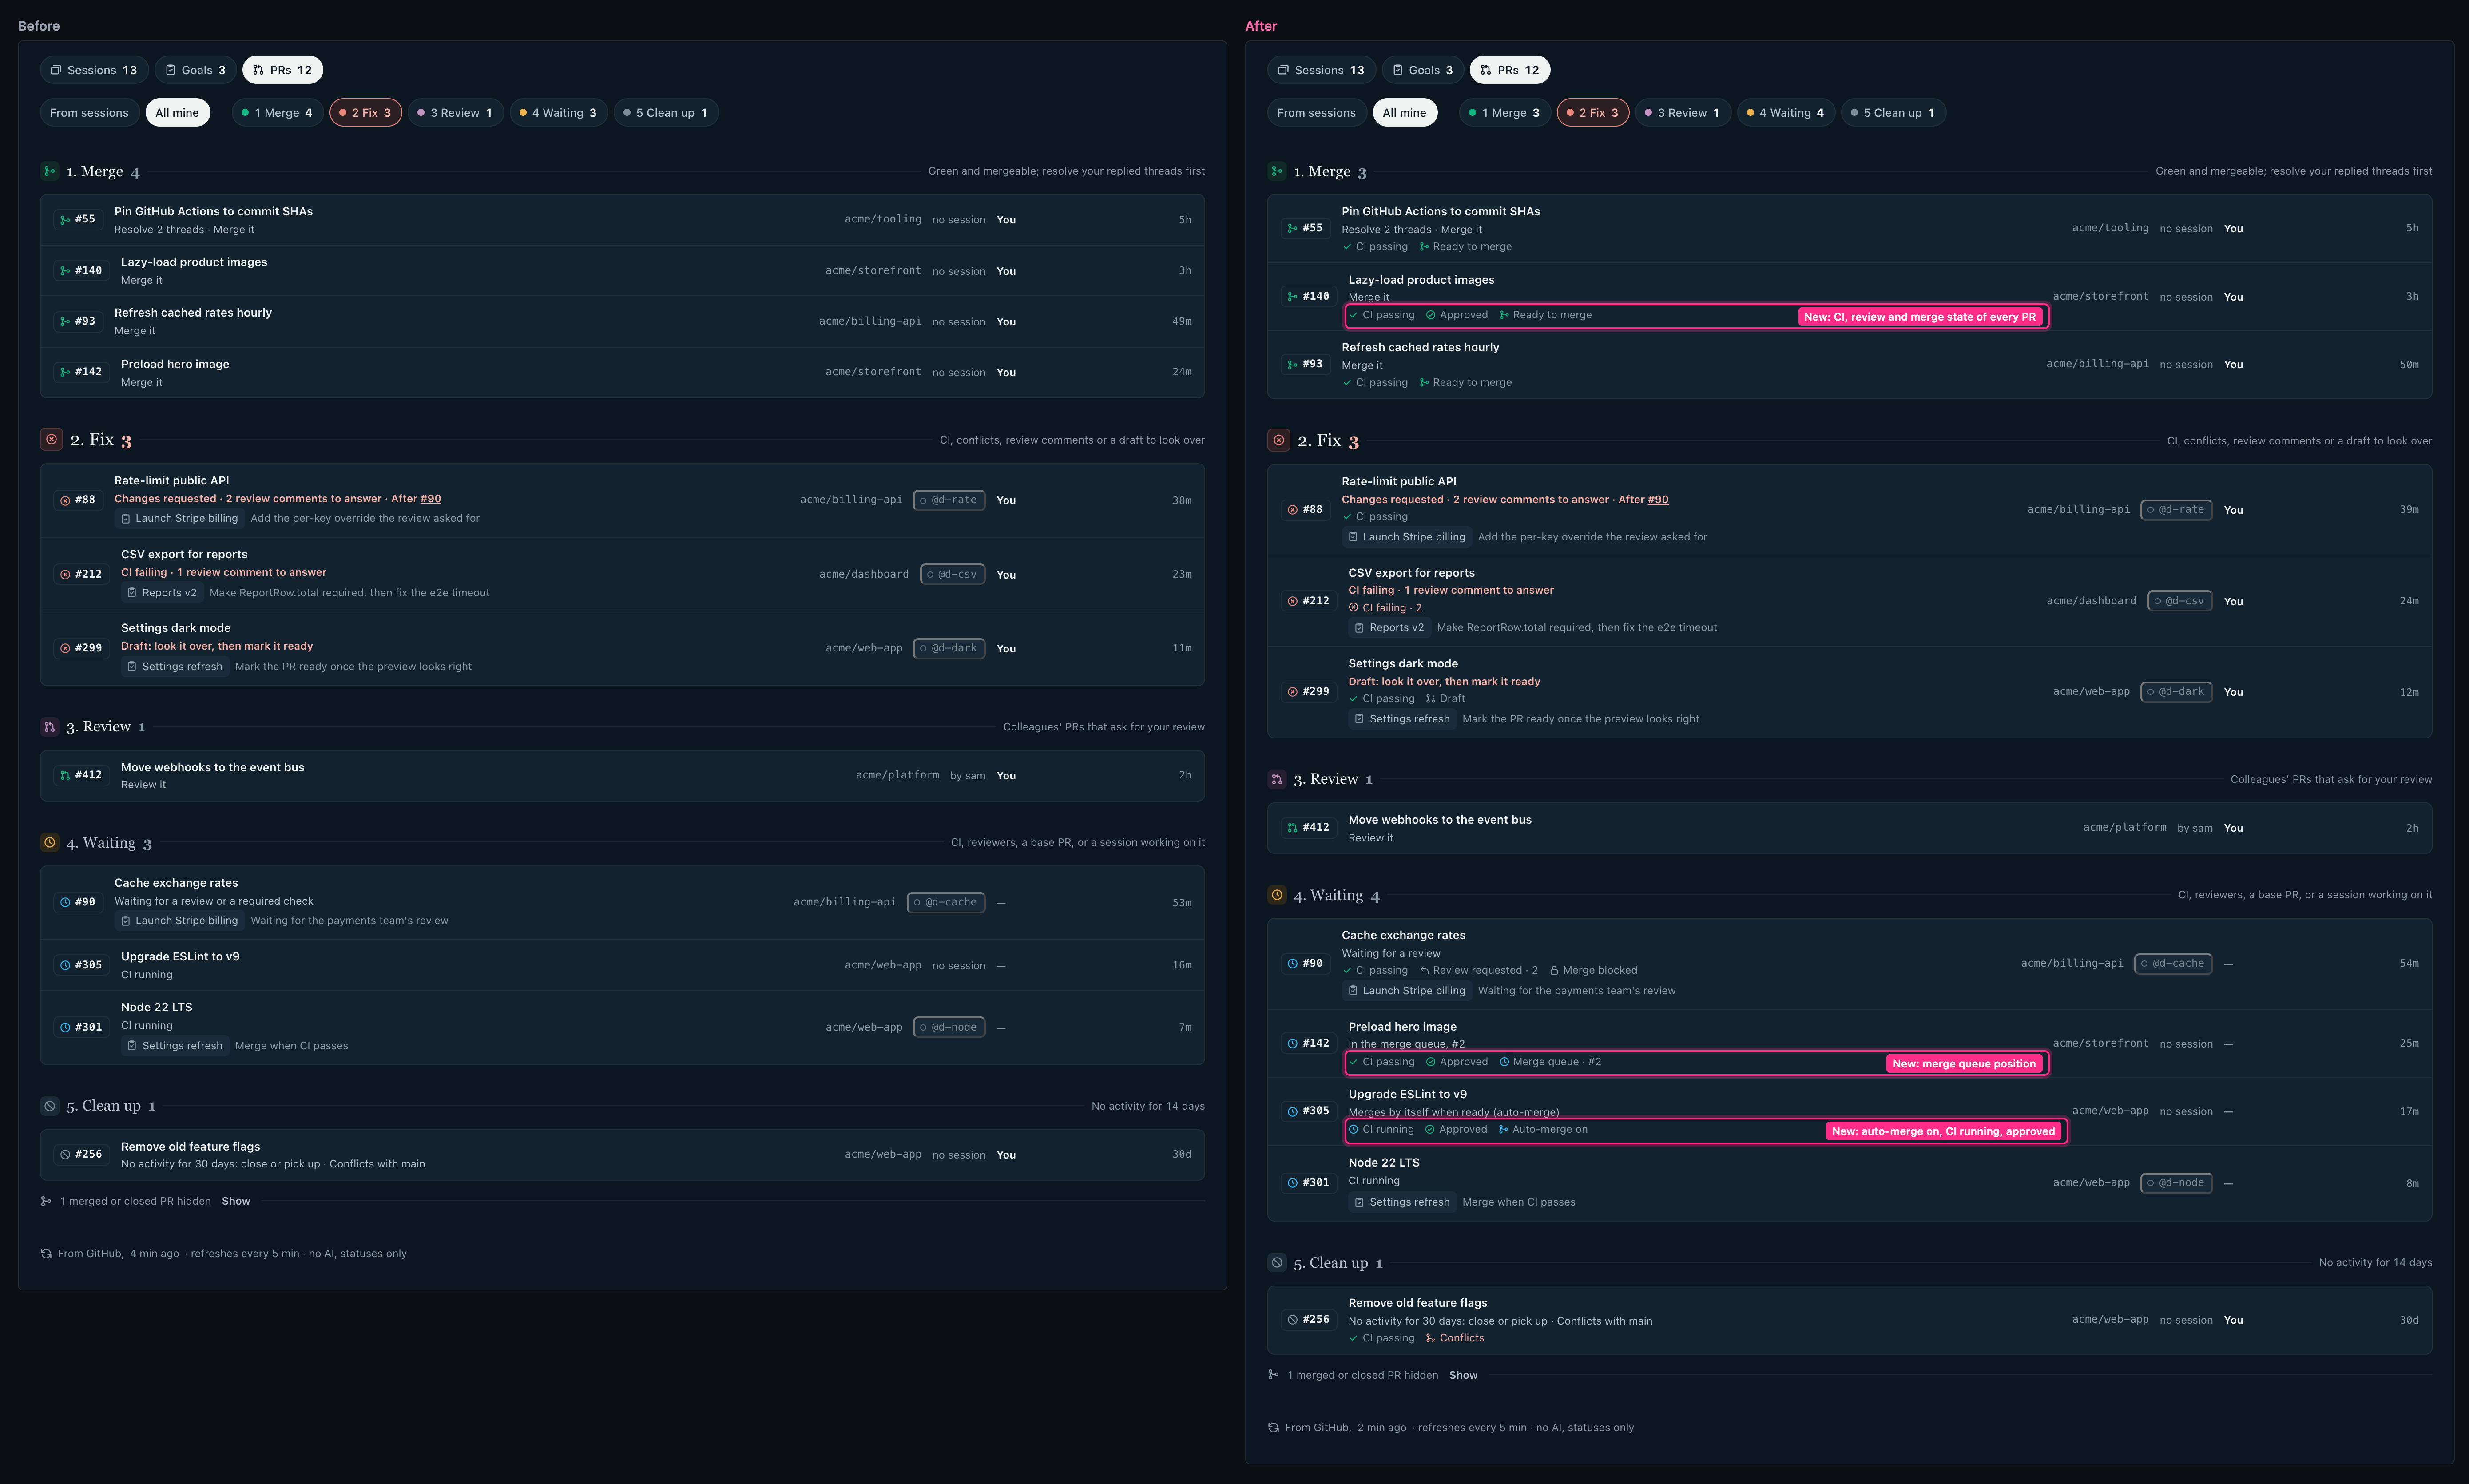 Before
Sessions 13 Goals 3 PRs 12
From sessions All mine 1 Merge 4 2 Fix 3 3 Review 1 4 Waiting 3 5 Clean up 1
1. Merge 4 Green and mergeable; resolve your replied threads first
#55 Pin GitHub Actions to commit SHAs acme/tooling no session You 5h
Resolve 2 threads · Merge it
#140 Lazy-load product images acme/storefront no session You 3h
Merge it
#93 Refresh cached rates hourly acme/billing-api no session You 49m
Merge it
#142 Preload hero image acme/storefront no session You 24m
Merge it
2. Fix 3 CI, conflicts, review comments or a draft to look over
#88 Rate-limit public API acme/billing-api @d-rate You 38m
Changes requested · 2 review comments to answer · After #90
Launch Stripe billing Add the per-key override the review asked for
#212 CSV export for reports acme/dashboard @d-csv You 23m
CI failing · 1 review comment to answer
Reports v2 Make ReportRow.total required, then fix the e2e timeout
#299 Settings dark mode acme/web-app @d-dark You 11m
Draft: look it over, then mark it ready
Settings refresh Mark the PR ready once the preview looks right
3. Review 1 Colleagues' PRs that ask for your review
#412 Move webhooks to the event bus acme/platform by sam You 2h
Review it
4. Waiting 3 CI, reviewers, a base PR, or a session working on it
#90 Cache exchange rates acme/billing-api @d-cache — 53m
Waiting for a review or a required check
Launch Stripe billing Waiting for the payments team's review
#305 Upgrade ESLint to v9 acme/web-app no session — 16m
CI running
#301 Node 22 LTS acme/web-app @d-node — 7m
CI running
Settings refresh Merge when CI passes
5. Clean up 1 No activity for 14 days
#256 Remove old feature flags acme/web-app no session You 30d
No activity for 30 days: close or pick up · Conflicts with main
1 merged or closed PR hidden Show
From GitHub, 4 min ago · refreshes every 5 min · no AI, statuses only
After
Sessions 13 Goals 3 PRs 12
From sessions All mine 1 Merge 3 2 Fix 3 3 Review 1 4 Waiting 4 5 Clean up 1
1. Merge 3 Green and mergeable; resolve your replied threads first
#55 Pin GitHub Actions to commit SHAs acme/tooling no session You 5h
Resolve 2 threads · Merge it
CI passing Ready to merge
#140 Lazy-load product images acme/storefront no session You 3h
Merge it
CI passing Approved Ready to merge New: CI, review and merge state of every PR
#93 Refresh cached rates hourly acme/billing-api no session You 50m
Merge it
CI passing Ready to merge
2. Fix 3 CI, conflicts, review comments or a draft to look over
#88 Rate-limit public API acme/billing-api @d-rate You 39m
Changes requested · 2 review comments to answer · After #90
CI passing
Launch Stripe billing Add the per-key override the review asked for
#212 CSV export for reports acme/dashboard @d-csv You 24m
CI failing · 1 review comment to answer
CI failing · 2
Reports v2 Make ReportRow.total required, then fix the e2e timeout
#299 Settings dark mode acme/web-app @d-dark You 12m
Draft: look it over, then mark it ready
CI passing Draft
Settings refresh Mark the PR ready once the preview looks right
3. Review 1 Colleagues' PRs that ask for your review
#412 Move webhooks to the event bus acme/platform by sam You 2h
Review it
4. Waiting 4 CI, reviewers, a base PR, or a session working on it
#90 Cache exchange rates acme/billing-api @d-cache — 54m
Waiting for a review
CI passing Review requested · 2 Merge blocked
Launch Stripe billing Waiting for the payments team's review
#142 Preload hero image acme/storefront no session — 25m
In the merge queue, #2
CI passing Approved Merge queue · #2 New: merge queue position
#305 Upgrade ESLint to v9 acme/web-app no session — 17m
Merges by itself when ready (auto-merge)
CI running Approved Auto-merge on New: auto-merge on, CI running, approved
#301 Node 22 LTS acme/web-app @d-node — 8m
CI running
Settings refresh Merge when CI passes
5. Clean up 1 No activity for 14 days
#256 Remove old feature flags acme/web-app no session You 30d
No activity for 30 days: close or pick up · Conflicts with main
CI passing Conflicts
1 merged or closed PR hidden Show
From GitHub, 2 min ago · refreshes every 5 min · no AI, statuses only